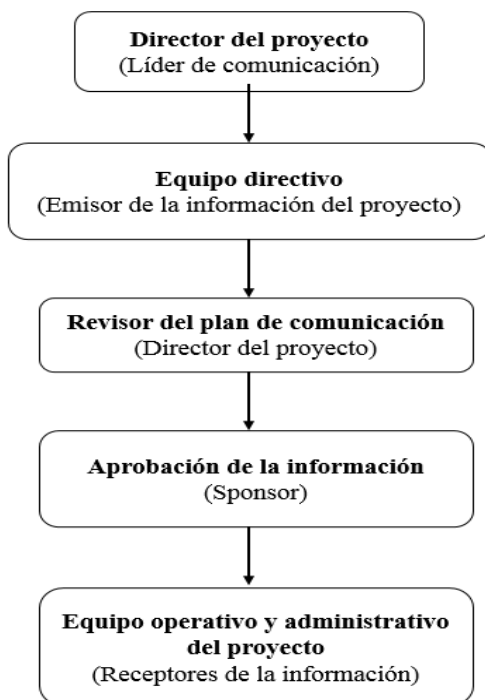 Director del proyecto
(Líder de comunicación)
Equipo directivo
(Emisor de la información del proyecto)
Revisor del plan de comunicación
(Director del proyecto)
Aprobación de la información
(Sponsor)
Equipo operativo y administrativo
del proyecto
(Receptores de la información)